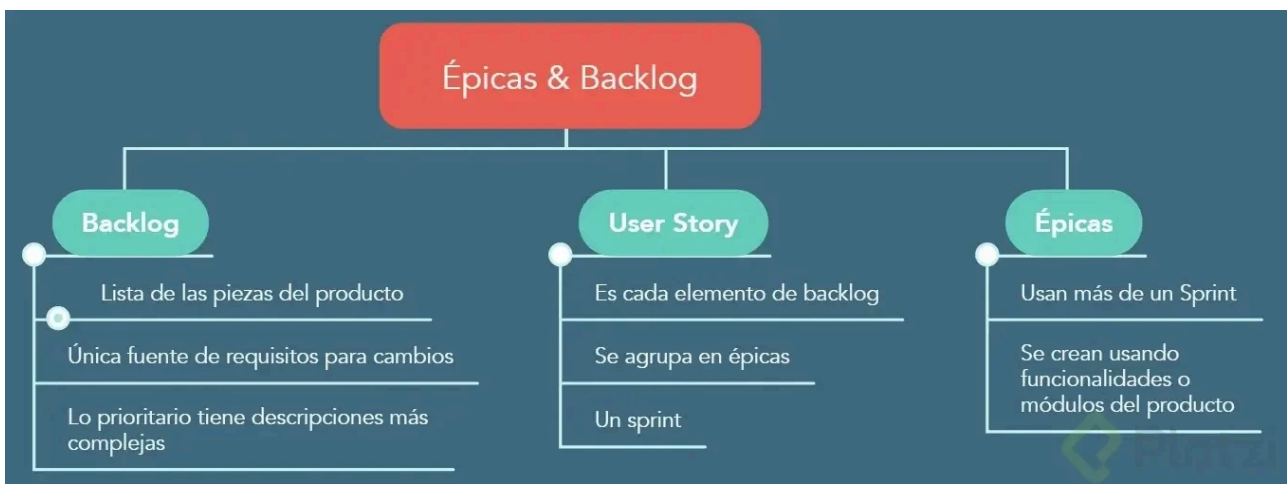 Épicas & Backlog
Backlog
Lista de las piezas del producto
Única fuente de requisitos para cambios
Lo prioritario tiene descripciones más
complejas
User Story
Es cada elemento de backlog
Se agrupa en épicas
Un sprint
Épicas
Usan más de un Sprint
Se crean usando
funcionalidades o
módulos del producto
Platzi